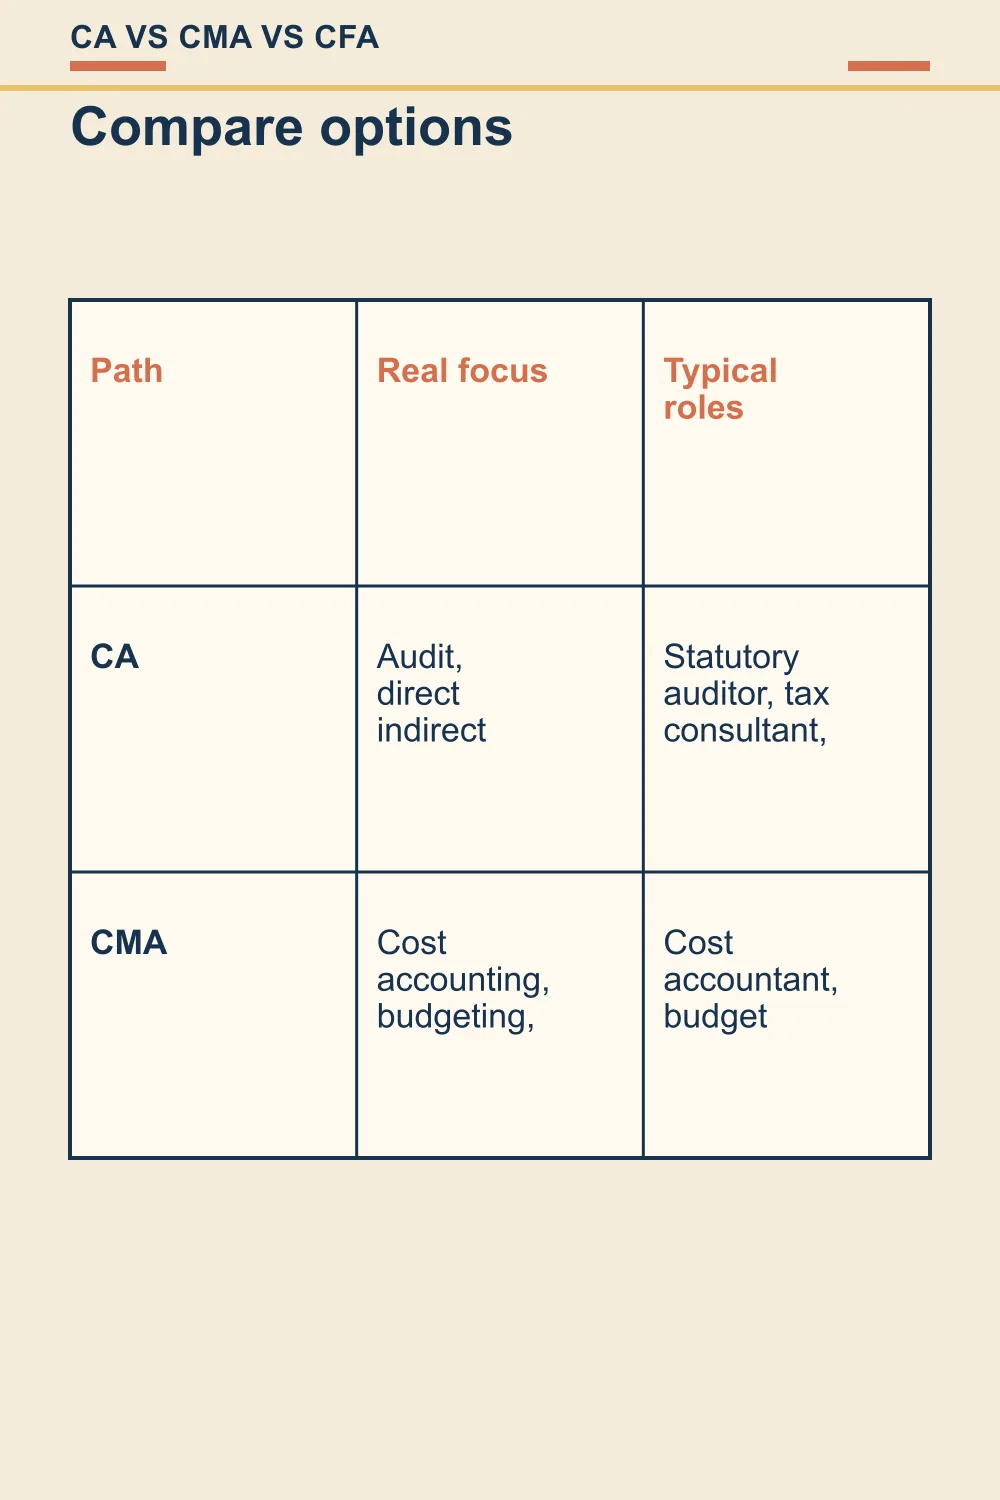 CA VS CMA VS CFA
Compare options
Path
Real focus
Typical
roles
CA
Audit,
direct
indirect
Statutory
auditor, tax
consultant,
CMA
Cost
accounting,
budgeting,
Cost
accountant,
budget